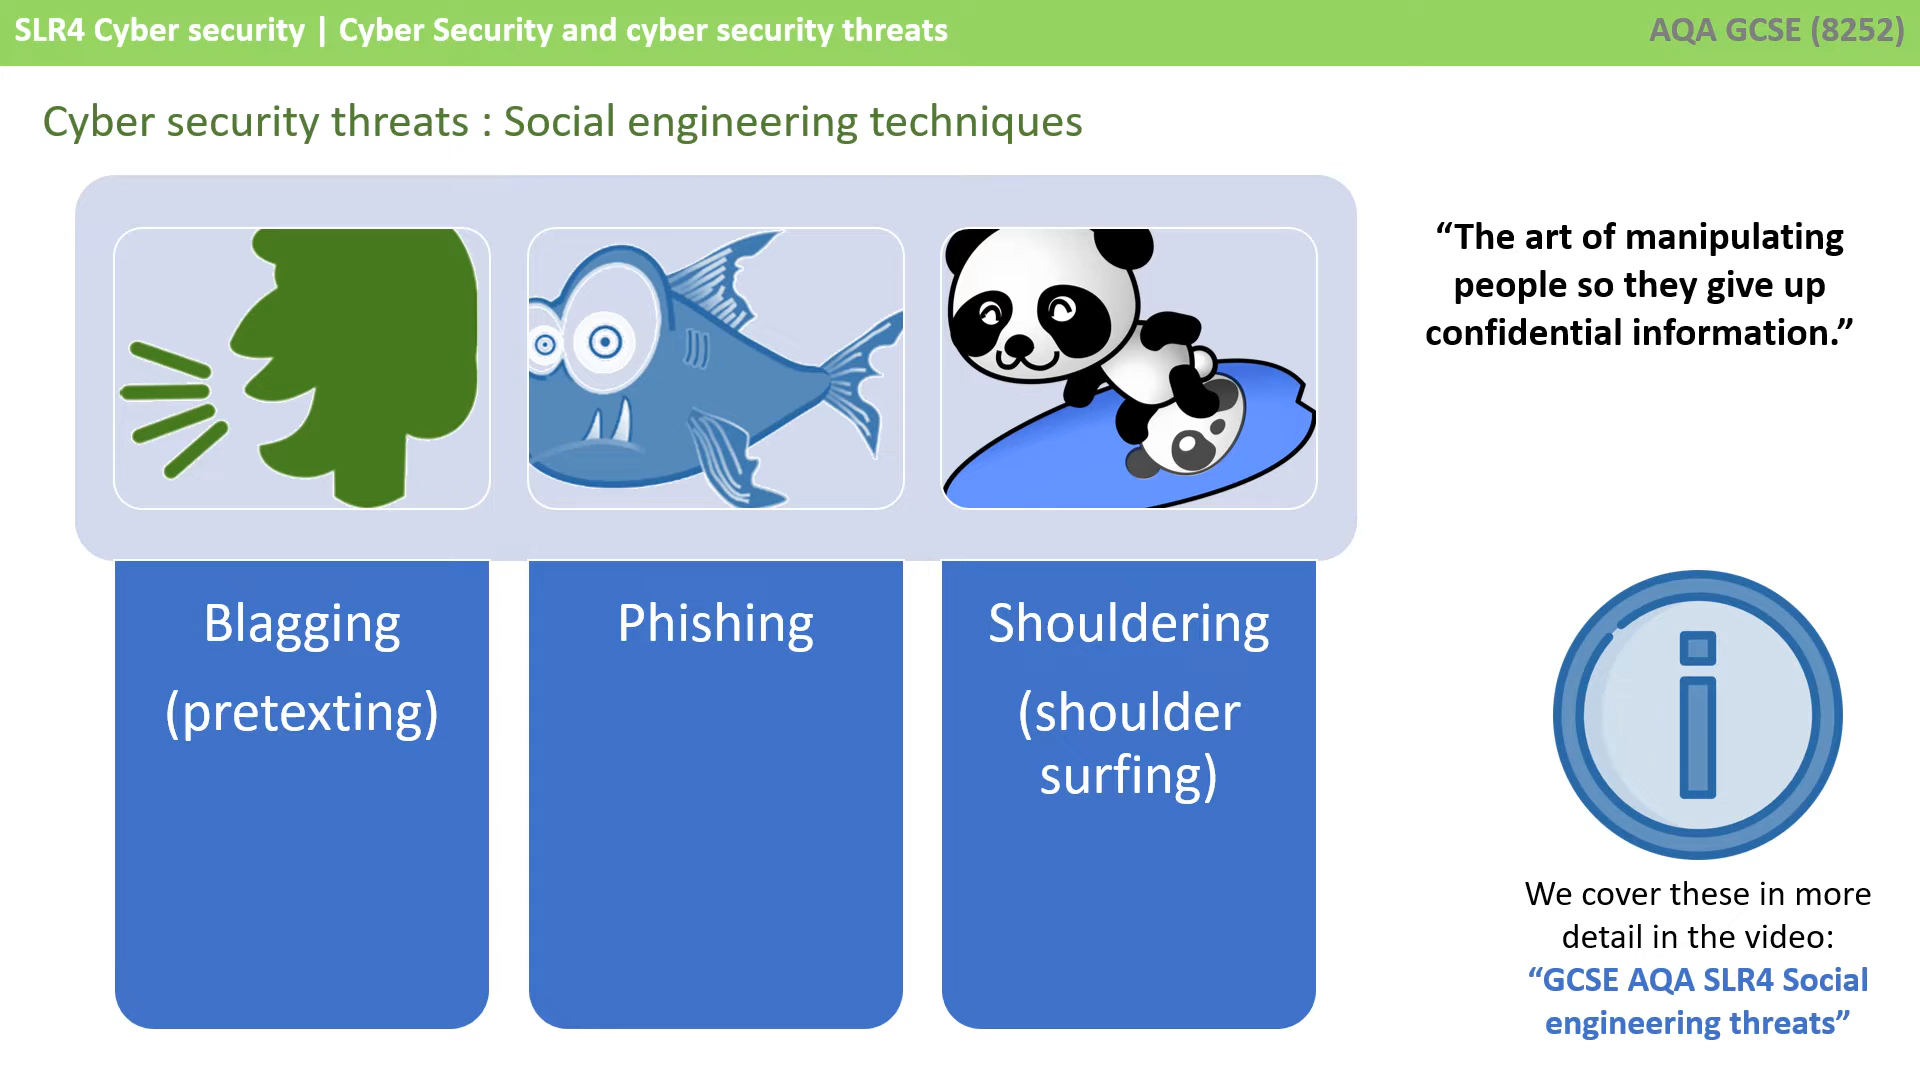 SLR4 Cyber security | Cyber Security and cyber security threats
AQA GCSE (8252)
Cyber security threats : Social engineering techniques
“The art of manipulating
people so they give up
confidential information.”
Blagging
(pretexting)
Phishing
Shouldering
(shoulder
surfing)
We cover these in more
detail in the video:
“GCSE AQA SLR4 Social
engineering threats”